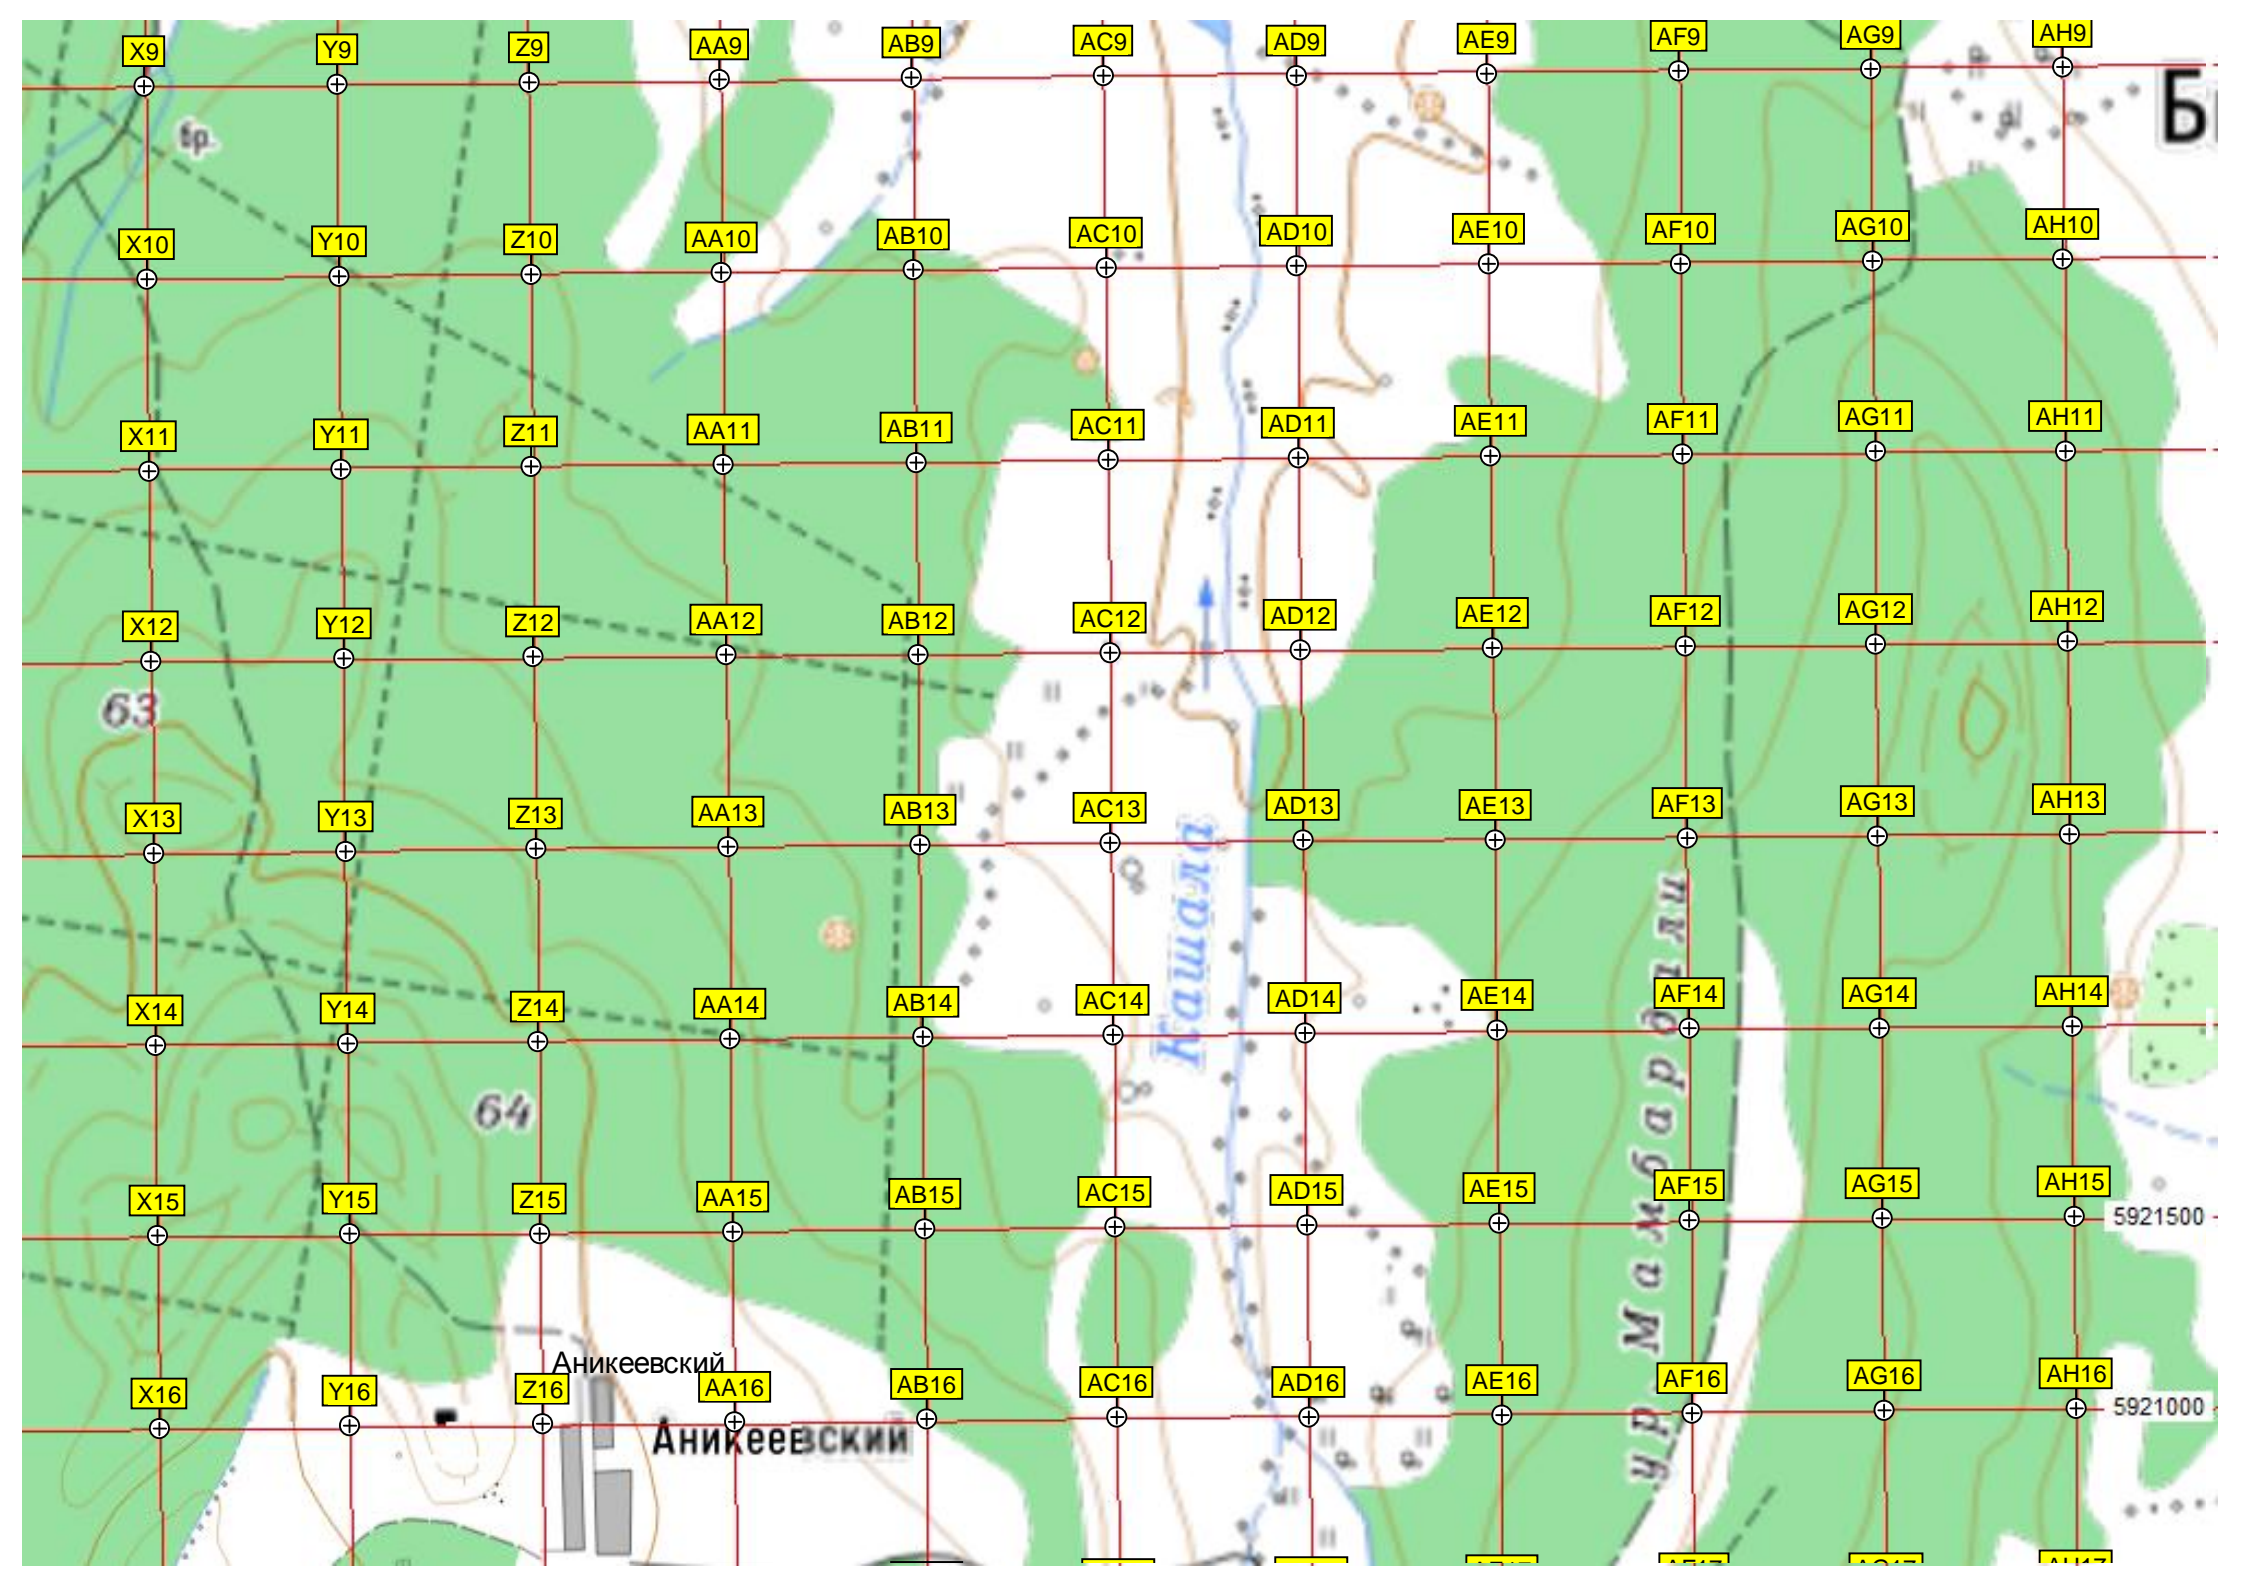 X9 Y9 Z9 AA9 AB9 AC9 AD9 AE9 AF9 AG9 AH9
бр.
X10 Y10 Z10 AA10 AB10 AC10 AD10 AE10 AF10 AG10 AH10
X11 Y11 Z11 AA11 AB11 AC11 AD11 AE11 AF11 AG11 AH11
X12 Y12 Z12 AA12 AB12 AC12 AD12 AE12 AF12 AG12 AH12
63
X13 Y13 Z13 AA13 AB13 AC13 AD13 AE13 AF13 AG13 AH13
Кашала
X14 Y14 Z14 AA14 AB14 AC14 AD14 AE14 AF14 AG14 AH14
64
ур Мамбардли
X15 Y15 Z15 AA15 AB15 AC15 AD15 AE15 AF15 AG15 AH15
5921500
Аникеевский
X16 Y16 Z16 AA16 AB16 AC16 AD16 AE16 AF16 AG16 AH16
5921000
Аникеевский